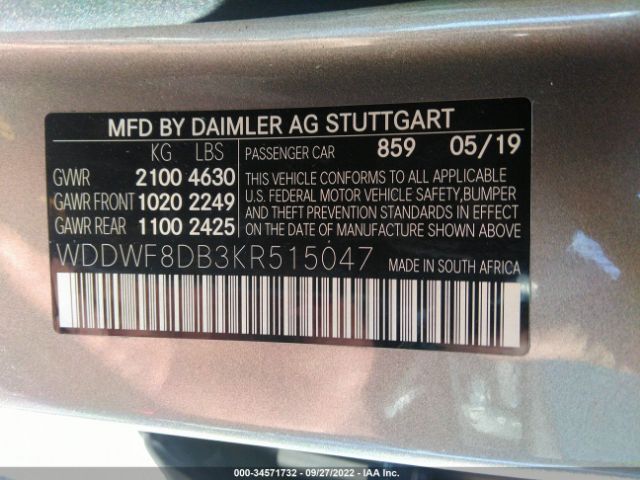 MFD BY DAIMLER AG STUTTGART
KG LBS PASSENGER CAR 859 05/19
GVWR 2100 4630 THIS VEHICLE CONFORMS TO ALL APPLICABLE
GAWR FRONT 1020 2249 U.S. FEDERAL MOTOR VEHICLE SAFETY, BUMPER
GAWR REAR 1100 2425 AND THEFT PREVENTION STANDARDS IN EFFECT
ON THE DATE OF MANUFACTURE SHOWN ABOVE.
WDDWF8DB3KR515047 MADE IN SOUTH AFRICA
000-34571732 - 09/27/2022 - IAA Inc.